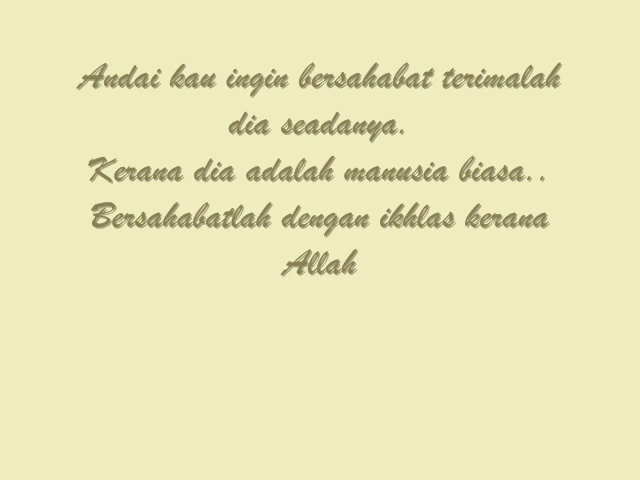 Andai kau ingin bersahabat terimalah
dia seadanya.
Kerana dia adalah manusia biasa..
Bersahabatlah dengan ikhlas kerana
Allah